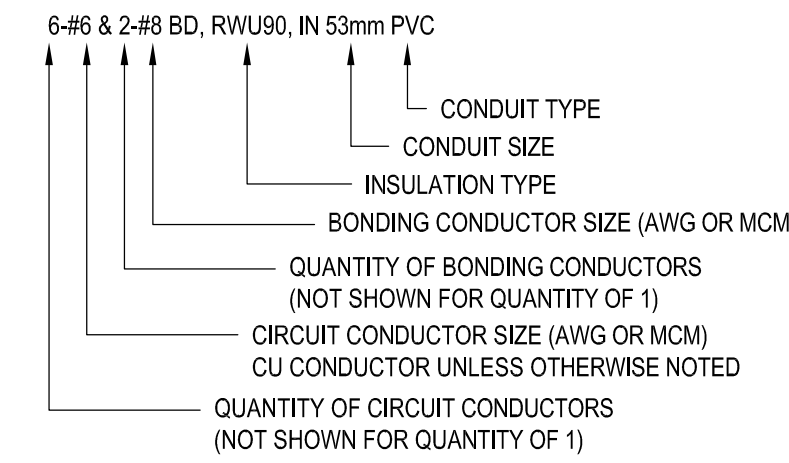 6-#6 & 2-#8 BD, RWU90, IN 53mm PVC
CONDUIT TYPE
CONDUIT SIZE
INSULATION TYPE
BONDING CONDUCTOR SIZE (AWG OR MCM
QUANTITY OF BONDING CONDUCTORS
(NOT SHOWN FOR QUANTITY OF 1)
CIRCUIT CONDUCTOR SIZE (AWG OR MCM)
CU CONDUCTOR UNLESS OTHERWISE NOTED
QUANTITY OF CIRCUIT CONDUCTORS
(NOT SHOWN FOR QUANTITY OF 1)